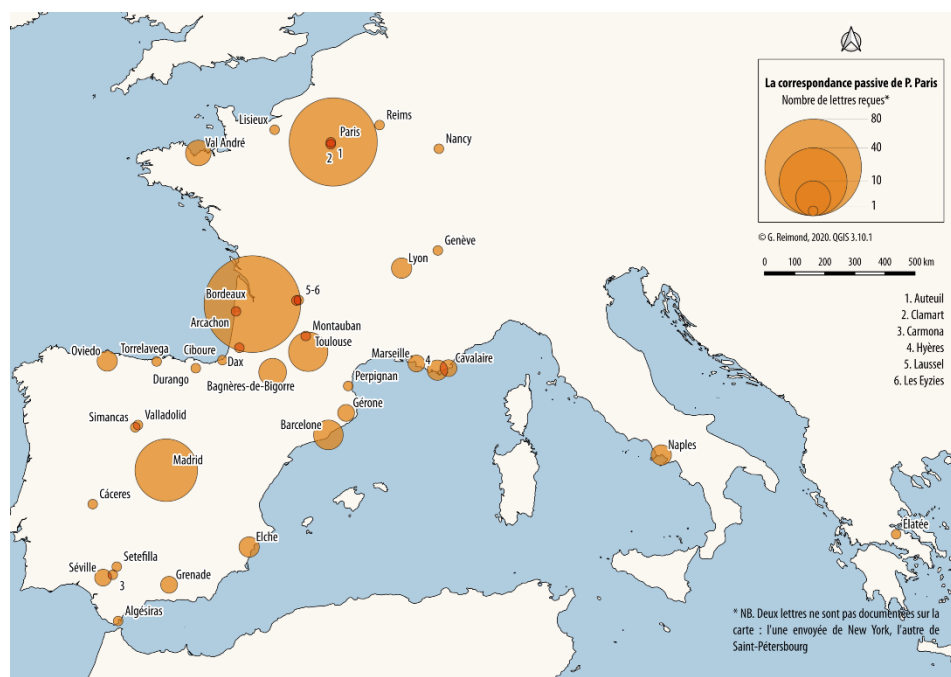 La correspondance passive de P. Paris
Nombre de lettres reçues*
80
40
10
1
© G. Reimond, 2020. QGIS 3.10.1
0 100 200 300 400 500 km
1. Auteuil
2. Clamart
3. Carmona
4. Hyères
5. Laussel
6. Les Eyzies
Lisieux
Reims
Paris
Val André
2
1
Nancy
Genève
Lyon
5-6
Bordeaux
Arcachon
Montauban
Toulouse
Oviedo
Torrelavega
Ciboure
Dax
Marseille
4
Cavalaire
Durango
Bagnères-de-Bigorre
Perpignan
Gérone
Simancas
Valladolid
Barcelone
Madrid
Naples
Cáceres
Élatée
Elche
Setefilla
Séville
3
Grenade
Algésiras
* NB. Deux lettres ne sont pas documentées sur la
carte : l'une envoyée de New York, l'autre de
Saint-Pétersbourg